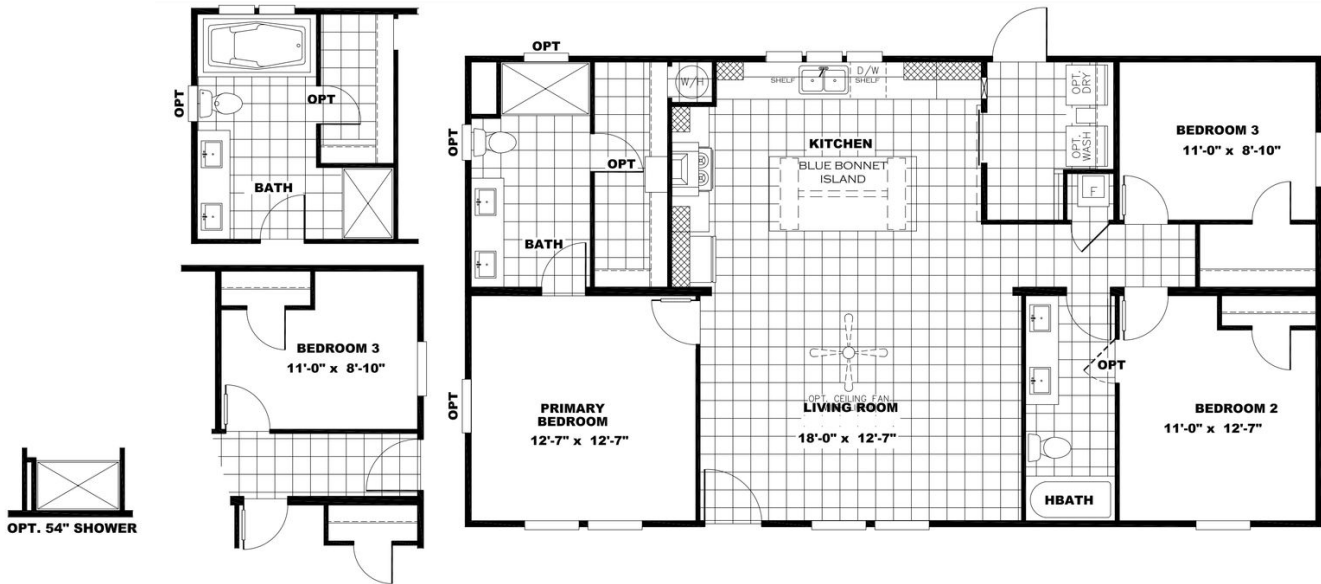 OPT
OPT
BATH
BEDROOM 3
11'-0" x 8'-10"
OPT. 54" SHOWER
OPT
OPT
OPT
BATH
W/H
SHELF
D/W
SHELF
KITCHEN
BLUE BONNET
ISLAND
OPT.
DRY
OPT.
WASH
F
BEDROOM 3
11'-0" x 8'-10"
OPT
PRIMARY
BEDROOM
12'-7" x 12'-7"
OPT. CEILING FAN
LIVING ROOM
18'-0" x 12'-7"
OPT
HBATH
BEDROOM 2
11'-0" x 12'-7"